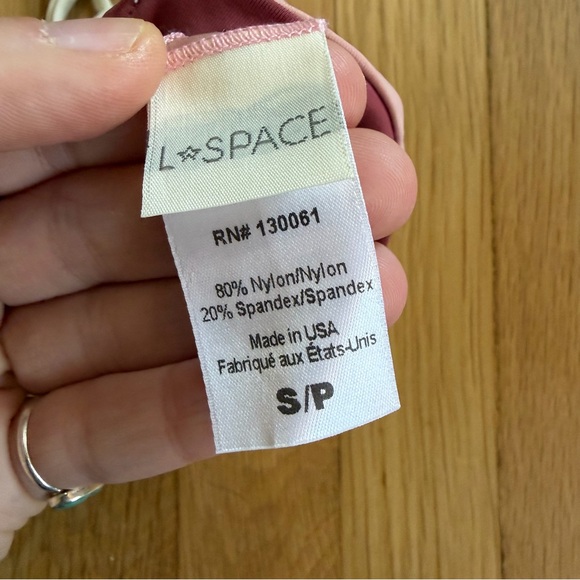 L☆SPACE
RN# 130061
80% Nylon/Nylon
20% Spandex/Spandex
Made in USA
Fabriqué aux États-Unis
S/P